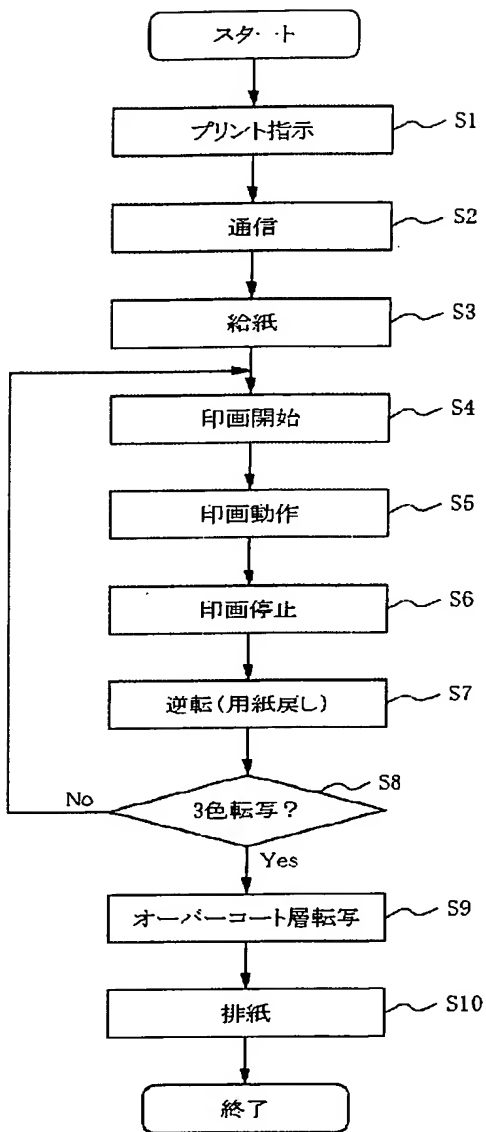 スタート
プリント指示 S1
通信 S2
給紙 S3
印画開始 S4
印画動作 S5
印画停止 S6
逆転(用紙戻し) S7
3色転写? S8
No
Yes
オーバーコート層転写 S9
排紙 S10
終了